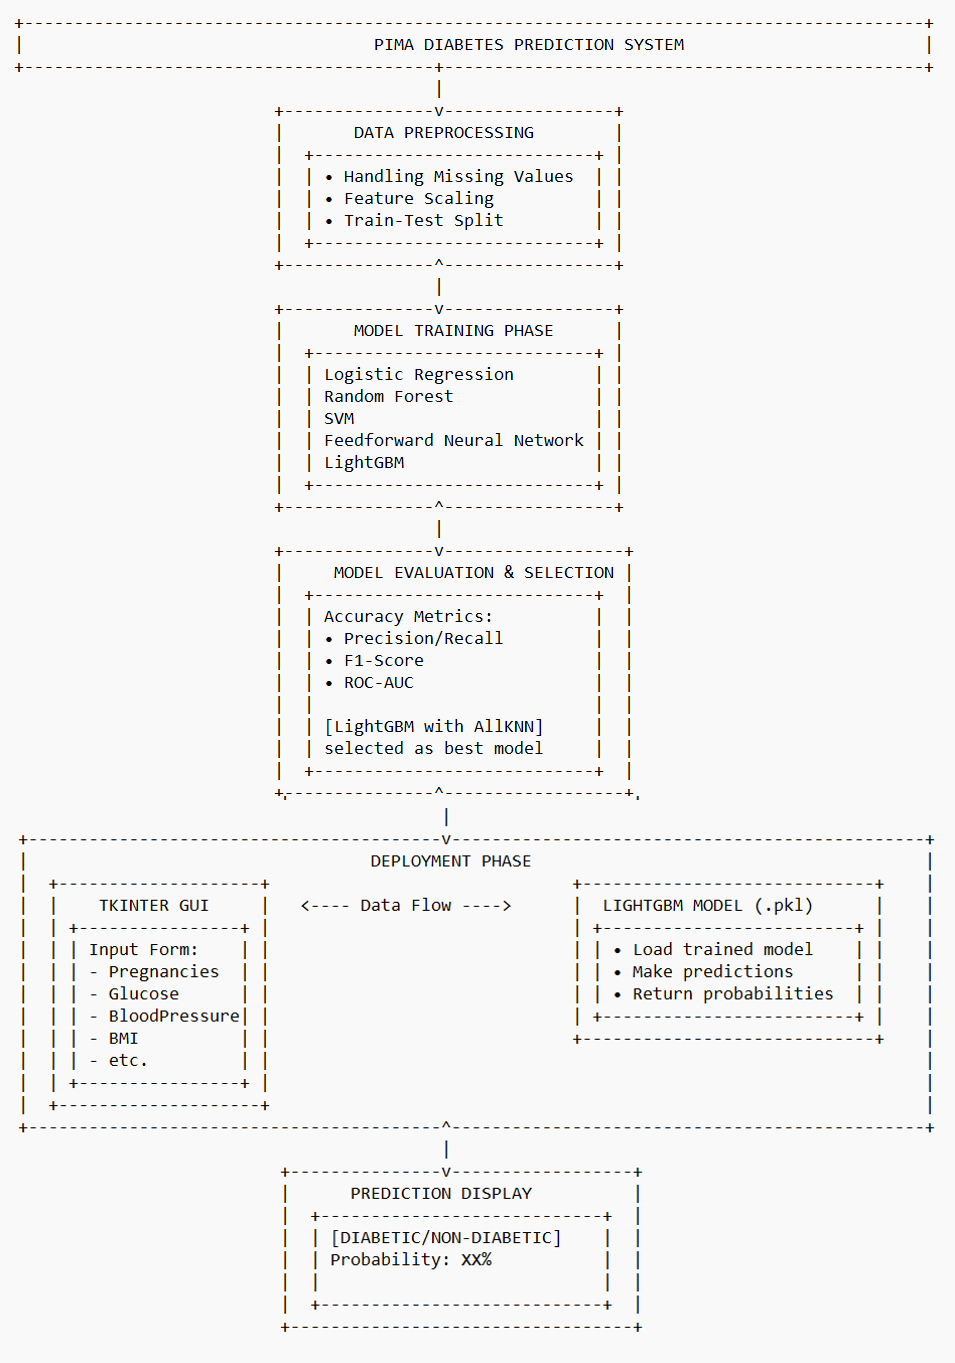 PIMA DIABETES PREDICTION SYSTEM
DATA PREPROCESSING
• Handling Missing Values
• Feature Scaling
• Train-Test Split
MODEL TRAINING PHASE
Logistic Regression
Random Forest
SVM
Feedforward Neural Network
LightGBM
MODEL EVALUATION & SELECTION
Accuracy Metrics:
• Precision/Recall
• F1-Score
• ROC-AUC
[LightGBM with AllKNN]
selected as best model
DEPLOYMENT PHASE
TKINTER GUI
Input Form:
- Pregnancies
- Glucose
- BloodPressure
- BMI
- etc.
<---- Data Flow ---->
LIGHTGBM MODEL (.pkl)
• Load trained model
• Make predictions
• Return probabilities
PREDICTION DISPLAY
[DIABETIC/NON-DIABETIC]
Probability: XX%